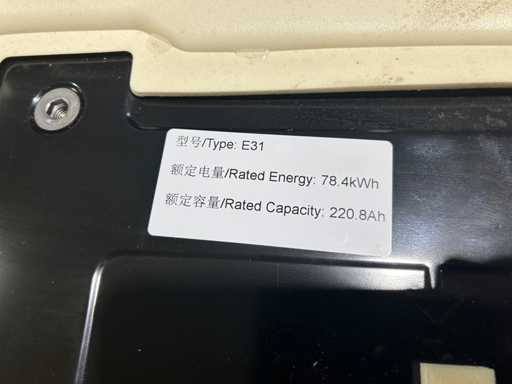 型号/Type: E31
额定电量/Rated Energy: 78.4kWh
额定容量/Rated Capacity: 220.8Ah